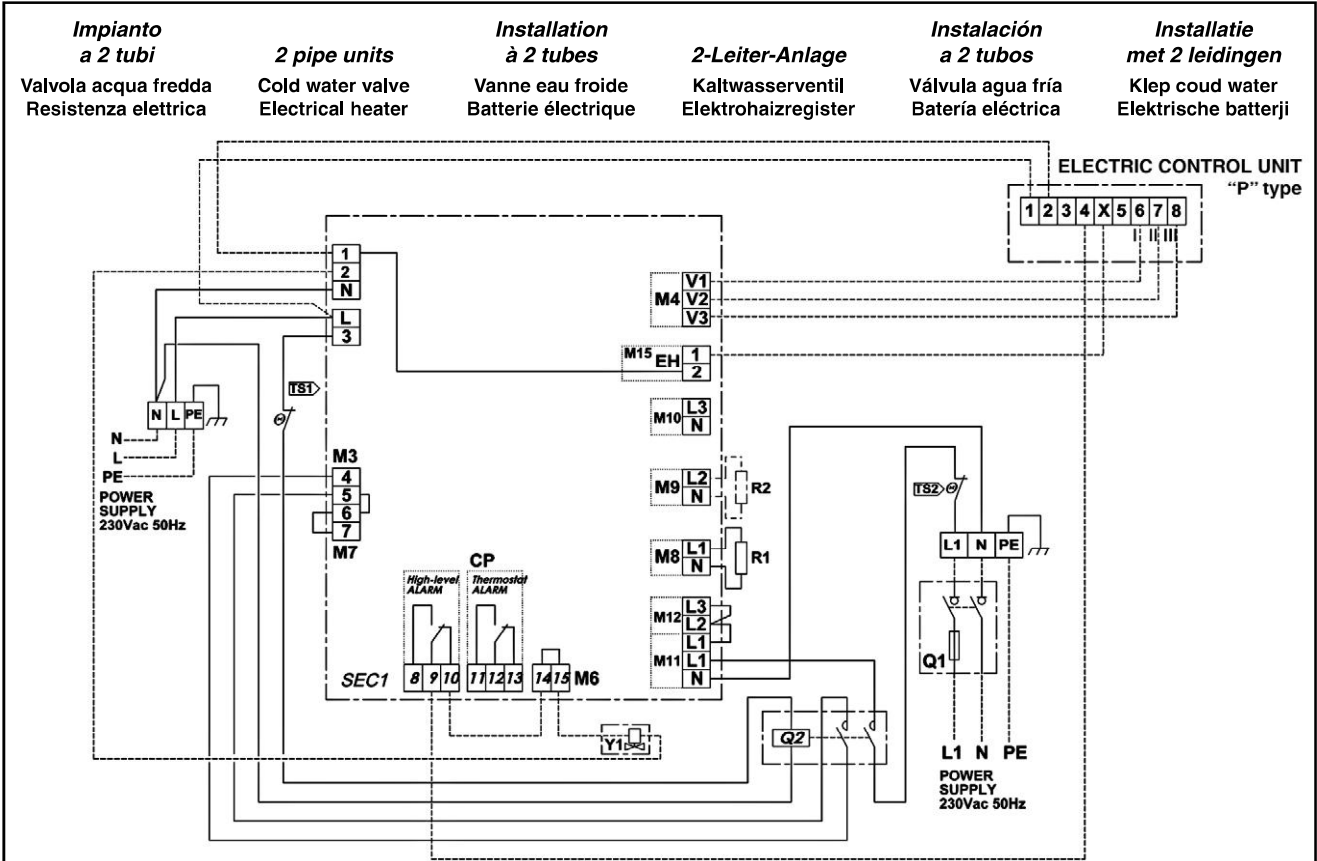 Impianto
a 2 tubi
Valvola acqua fredda
Resistenza elettrica
2 pipe units
Cold water valve
Electrical heater
Installation
à 2 tubes
Vanne eau froide
Batterie électrique
2-Leiter-Anlage
Kaltwasserventil
Elektrohaizregister
Instalación
a 2 tubos
Válvula agua fría
Batería eléctrica
Installatie
met 2 leidingen
Klep coud water
Elektrische batterji
ELECTRIC CONTROL UNIT
"P" type
1 2 3 4 X 5 6 7 8
I II III
1
2
N
L
3
TS1
N L PE
N
L
PE
POWER
SUPPLY
230Vac 50Hz
M3
4
5
6
7
M7
M4
V1
V2
V3
M15 EH
1
2
M10
L3
N
M9
L2
N
R2
M8
L1
N
R1
M12
L3
L2
L1
M11
L1
N
CP
High-level
ALARM
Thermostat
ALARM
SEC1
8 9 10
11 12 13
14 15 M6
Y1
Q2
TS2
L1 N PE
Q1
L1 N PE
POWER
SUPPLY
230Vac 50Hz